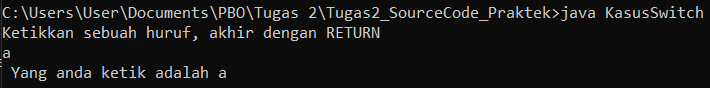 C:\Users\User\Documents\PBO\Tugas 2\Tugas2_SourceCode_Praktek>java KasusSwitch
Ketikkan sebuah huruf, akhir dengan RETURN
a
 Yang anda ketik adalah a